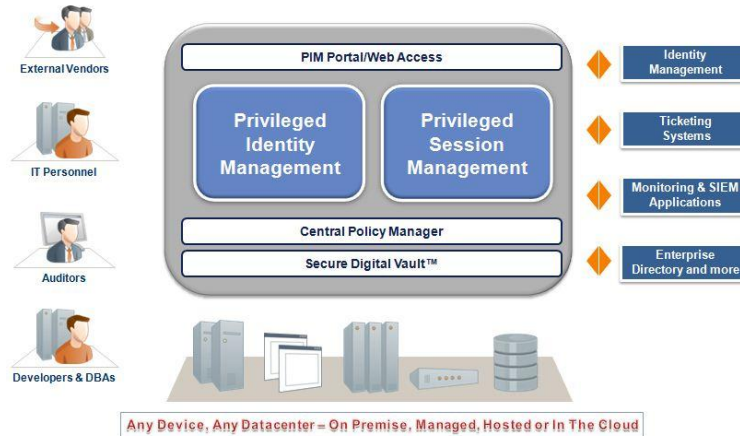 External Vendors
IT Personnel
Auditors
Developers & DBAs
PIM Portal/Web Access
Privileged
Identity
Management
Privileged
Session
Management
Central Policy Manager
Secure Digital Vault™
Identity
Management
Ticketing
Systems
Monitoring & SIEM
Applications
Enterprise
Directory and more
Any Device, Any Datacenter – On Premise, Managed, Hosted or In The Cloud